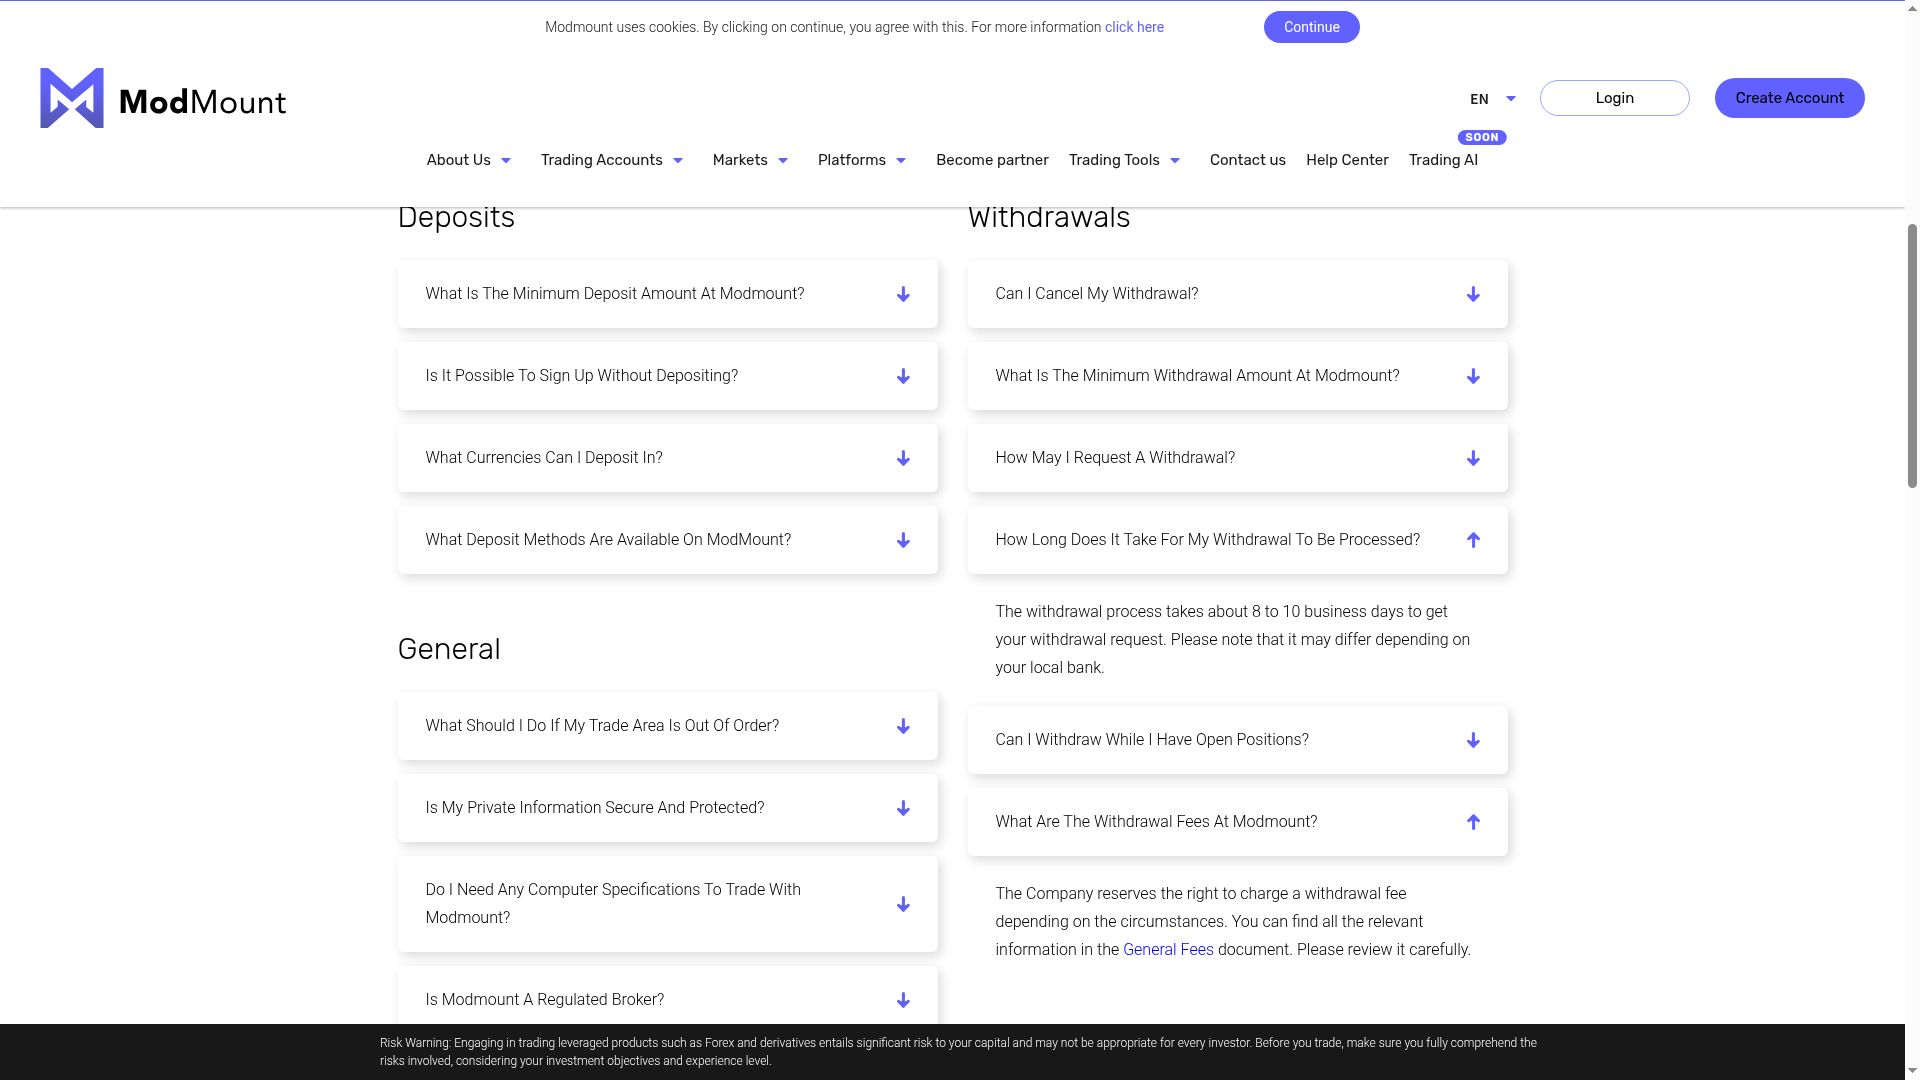 Modmount uses cookies. By clicking on continue, you agree with this. For more information click here
Continue
ModMount
EN
Login
Create Account
SOON
About Us
Trading Accounts
Markets
Platforms
Become partner
Trading Tools
Contact us
Help Center
Trading AI
Deposits
What Is The Minimum Deposit Amount At Modmount?
Is It Possible To Sign Up Without Depositing?
What Currencies Can I Deposit In?
What Deposit Methods Are Available On ModMount?
General
What Should I Do If My Trade Area Is Out Of Order?
Is My Private Information Secure And Protected?
Do I Need Any Computer Specifications To Trade With
Modmount?
Is Modmount A Regulated Broker?
Withdrawals
Can I Cancel My Withdrawal?
What Is The Minimum Withdrawal Amount At Modmount?
How May I Request A Withdrawal?
How Long Does It Take For My Withdrawal To Be Processed?
The withdrawal process takes about 8 to 10 business days to get
your withdrawal request. Please note that it may differ depending on
your local bank.
Can I Withdraw While I Have Open Positions?
What Are The Withdrawal Fees At Modmount?
The Company reserves the right to charge a withdrawal fee
depending on the circumstances. You can find all the relevant
information in the General Fees document. Please review it carefully.
Risk Warning: Engaging in trading leveraged products such as Forex and derivatives entails significant risk to your capital and may not be appropriate for every investor. Before you trade, make sure you fully comprehend the
risks involved, considering your investment objectives and experience level.